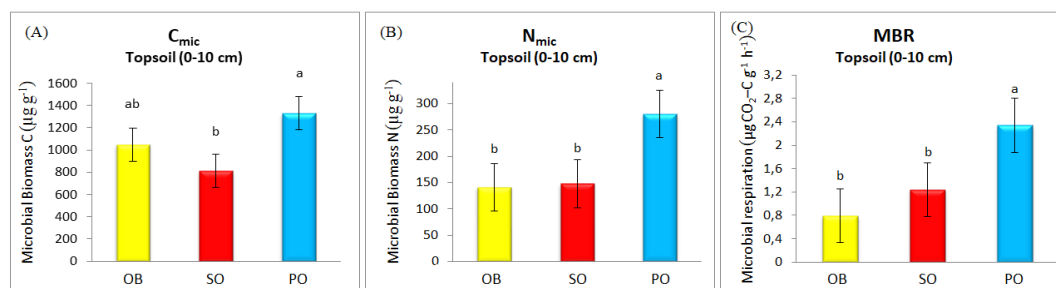 (A)
C_mic
Topsoil (0-10 cm)
Microbial Biomass C (µg g⁻¹)
1600
1400
1200
1000
800
600
400
200
0
ab
b
a
OB SO PO
(B)
N_mic
Topsoil (0-10 cm)
Microbial Biomass N (µg g⁻¹)
300
250
200
150
100
50
0
b
b
a
OB SO PO
(C)
MBR
Topsoil (0-10 cm)
Microbial respiration (µg CO₂–C g⁻¹ h⁻¹)
3,2
2,8
2,4
2
1,6
1,2
0,8
0,4
0
b
b
a
OB SO PO